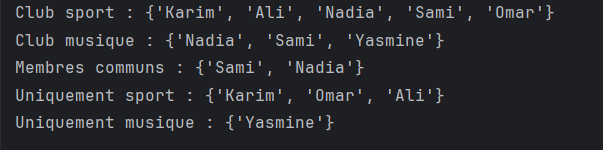 Club sport : {'Karim', 'Ali', 'Nadia', 'Sami', 'Omar'}
Club musique : {'Nadia', 'Sami', 'Yasmine'}
Membres communs : {'Sami', 'Nadia'}
Uniquement sport : {'Karim', 'Omar', 'Ali'}
Uniquement musique : {'Yasmine'}